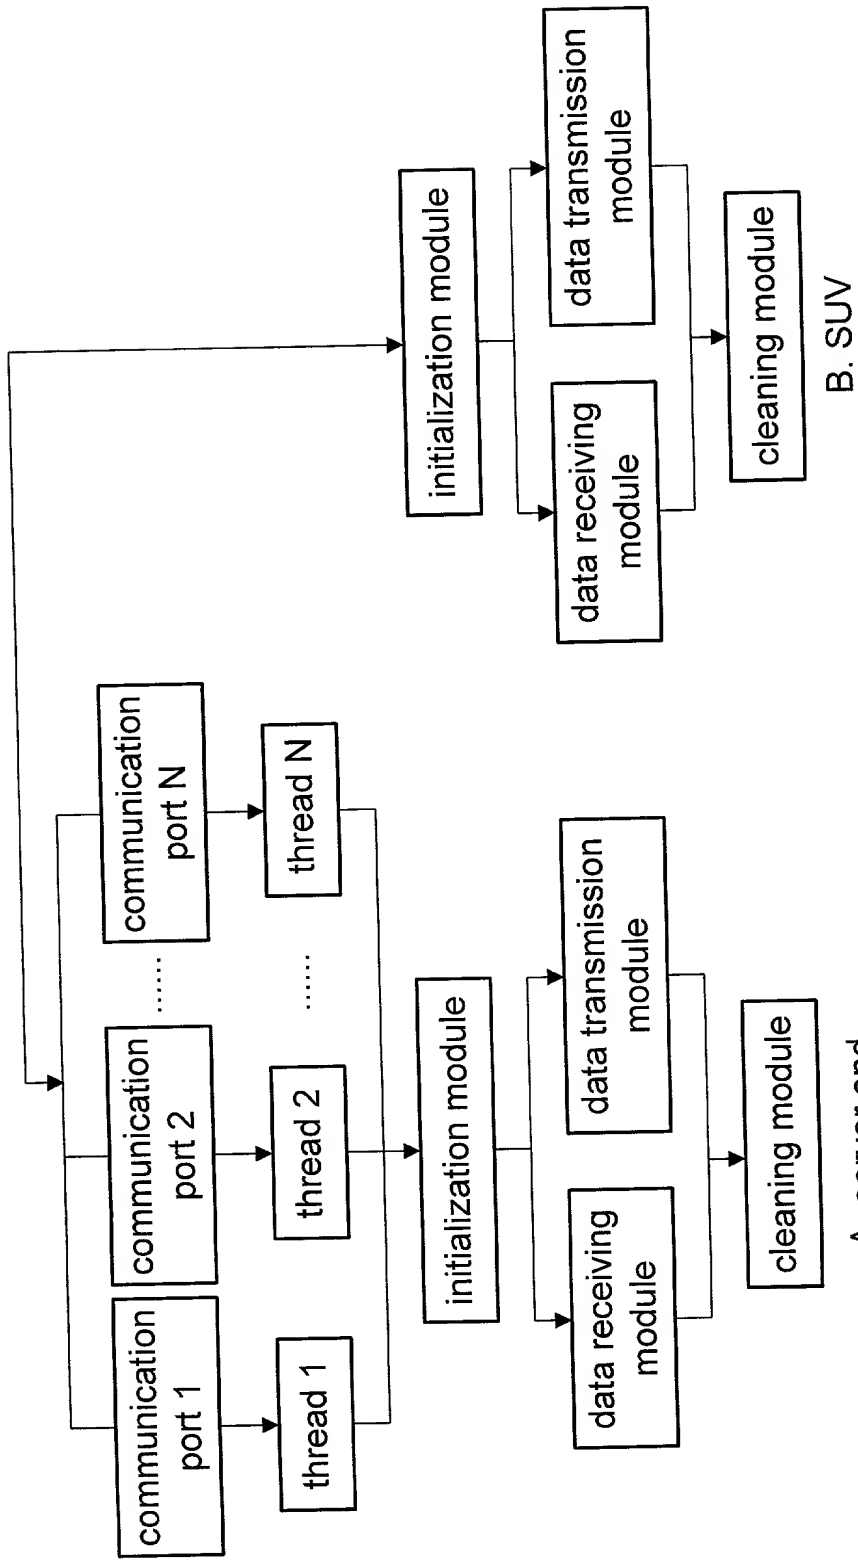 communication
port 1
communication
port 2
......
communication
port N
thread 1
thread 2
......
thread N
initialization module
data receiving
module
data transmission
module
cleaning module
initialization module
data receiving
module
data transmission
module
cleaning module
B. SUV